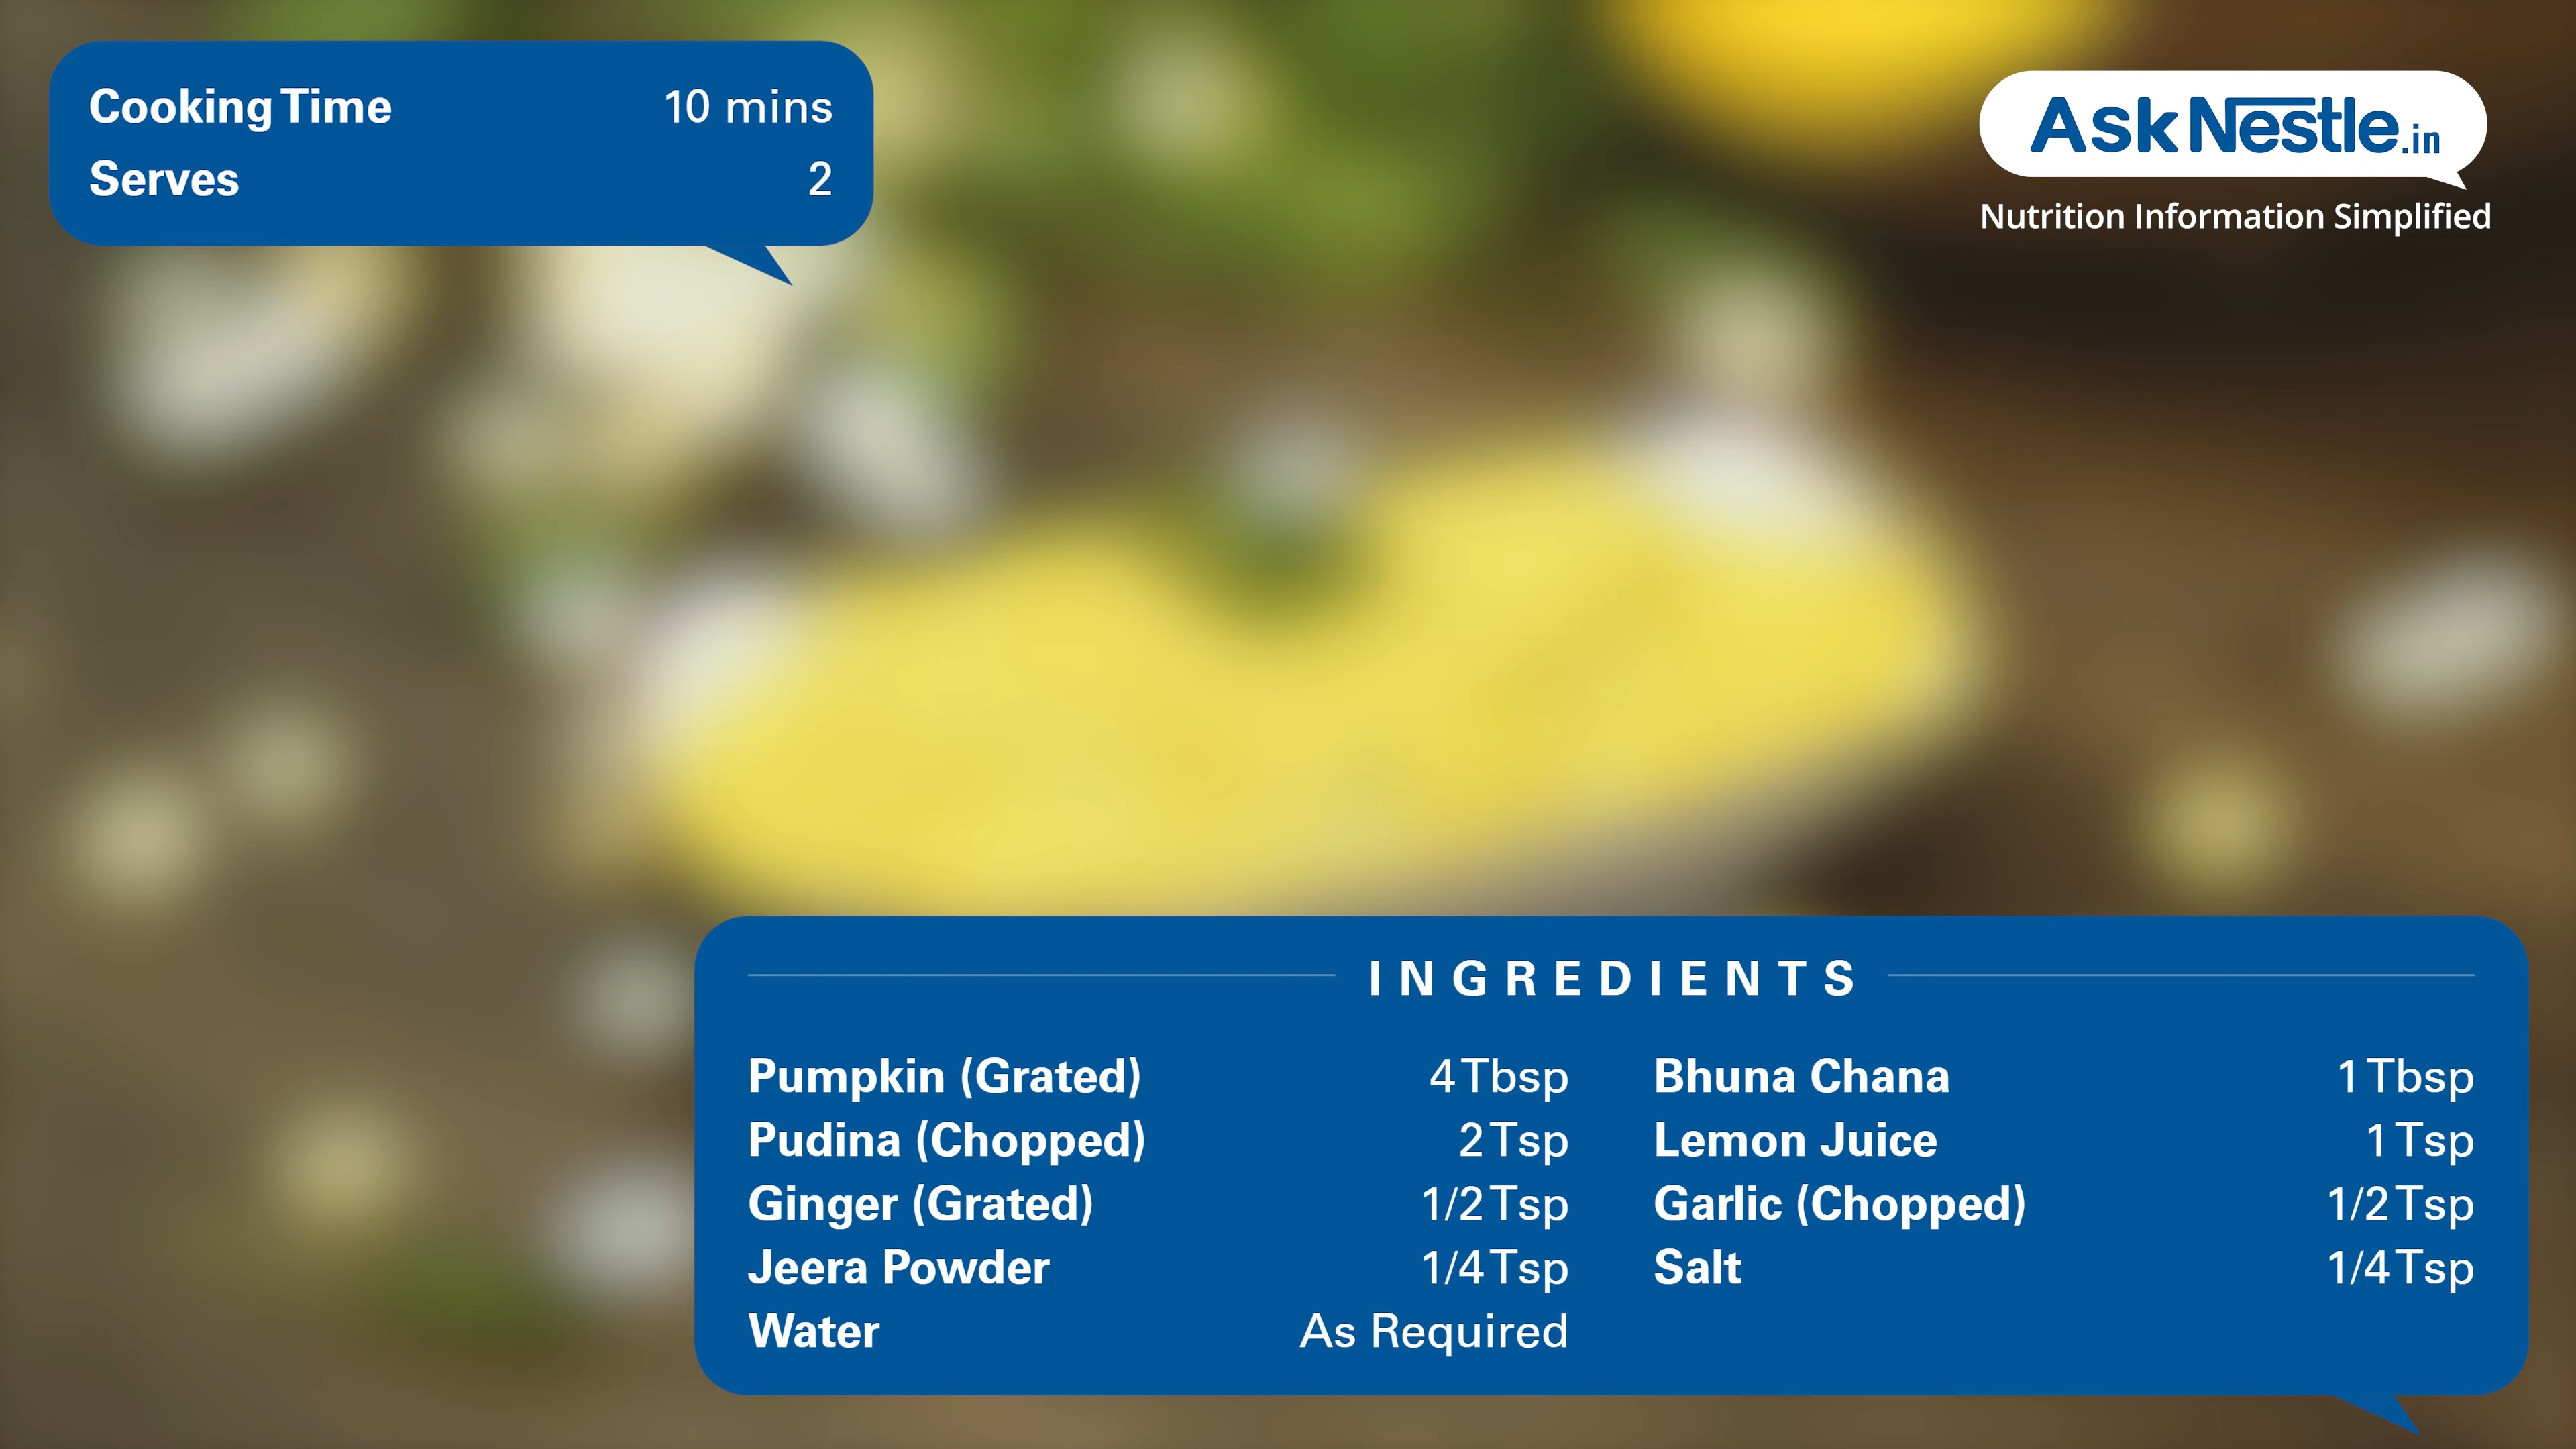 Cooking Time 10 mins
Serves 2
Ask Nestle.in
Nutrition Information Simplified
INGREDIENTS
Pumpkin (Grated) 4 Tbsp
Pudina (Chopped) 2 Tsp
Ginger (Grated) 1/2 Tsp
Jeera Powder 1/4 Tsp
Water As Required
Bhuna Chana 1 Tbsp
Lemon Juice 1 Tsp
Garlic (Chopped) 1/2 Tsp
Salt 1/4 Tsp